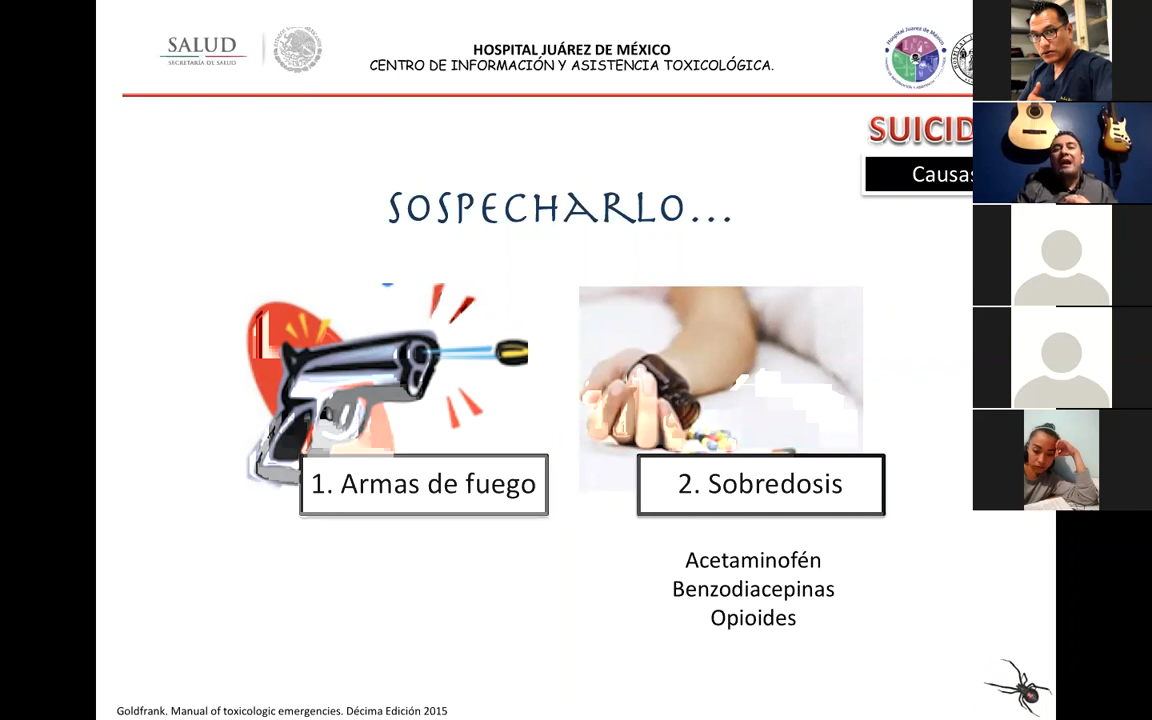 SALUD
SECRETARÍA DE SALUD
HOSPITAL JUÁREZ DE MÉXICO
CENTRO DE INFORMACIÓN Y ASISTENCIA TOXICOLÓGICA.
SUICID
Causas
SOSPECHARLO...
1. Armas de fuego
2. Sobredosis
Acetaminofén
Benzodiacepinas
Opioides
Goldfrank. Manual of toxicologic emergencies. Décima Edición 2015